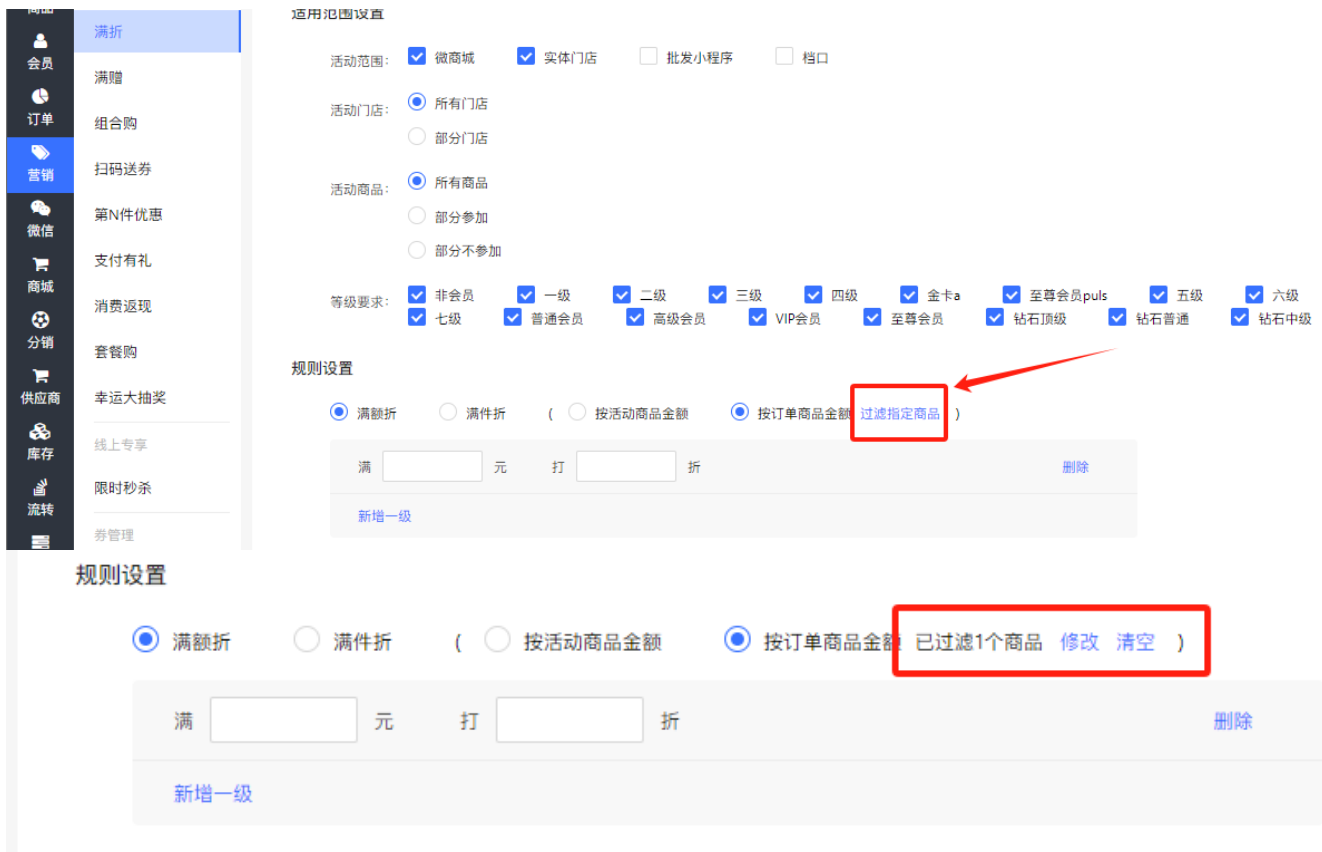 商品
会员
订单
营销
微信
商城
分销
供应商
库存
流转
满折
满赠
组合购
扫码送券
第N件优惠
支付有礼
消费返现
套餐购
幸运大抽奖
线上专享
限时秒杀
券管理
适用范围设置
活动范围: 微商城 实体门店 批发小程序 档口
活动门店: 所有门店
部分门店
活动商品: 所有商品
部分参加
部分不参加
等级要求: 非会员 一级 二级 三级 四级 金卡a 至尊会员puls 五级 六级
七级 普通会员 高级会员 VIP会员 至尊会员 钻石顶级 钻石普通 钻石中级
规则设置
满额折 满件折 ( 按活动商品金额 按订单商品金额 过滤指定商品 )
满 元 打 折 删除
新增一级
规则设置
满额折 满件折 ( 按活动商品金额 按订单商品金额 已过滤1个商品 修改 清空 )
满 元 打 折 删除
新增一级